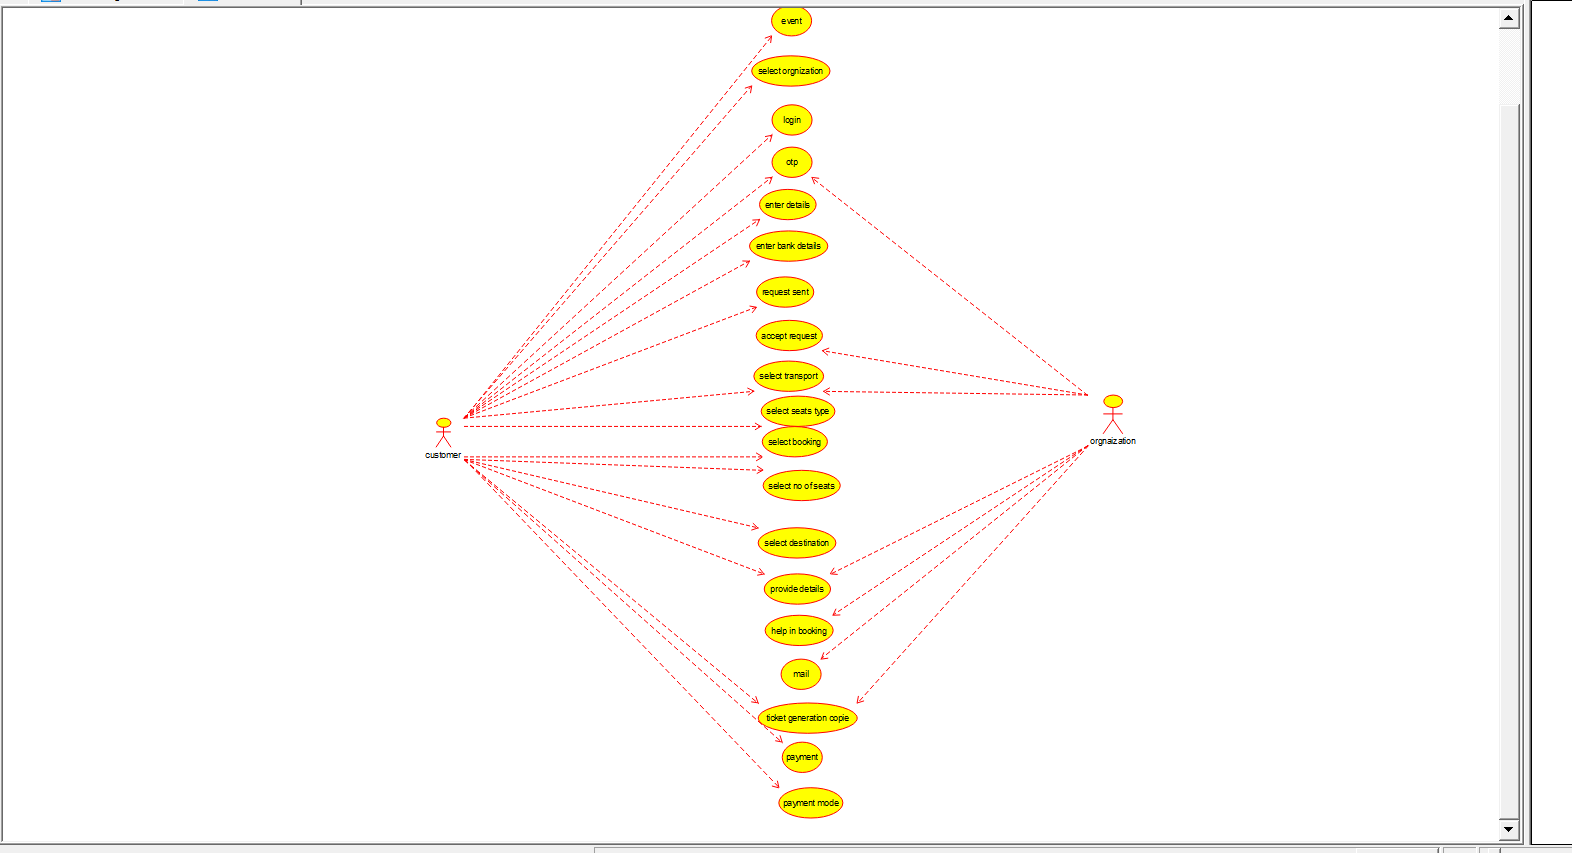 event
select orgnization
login
otp
enter details
enter bank details
request sent
accept request
select transport
select seats type
select booking
select no of seats
select destination
provide details
help in booking
mail
ticket generation copie
payment
payment mode
customer
orgnaization